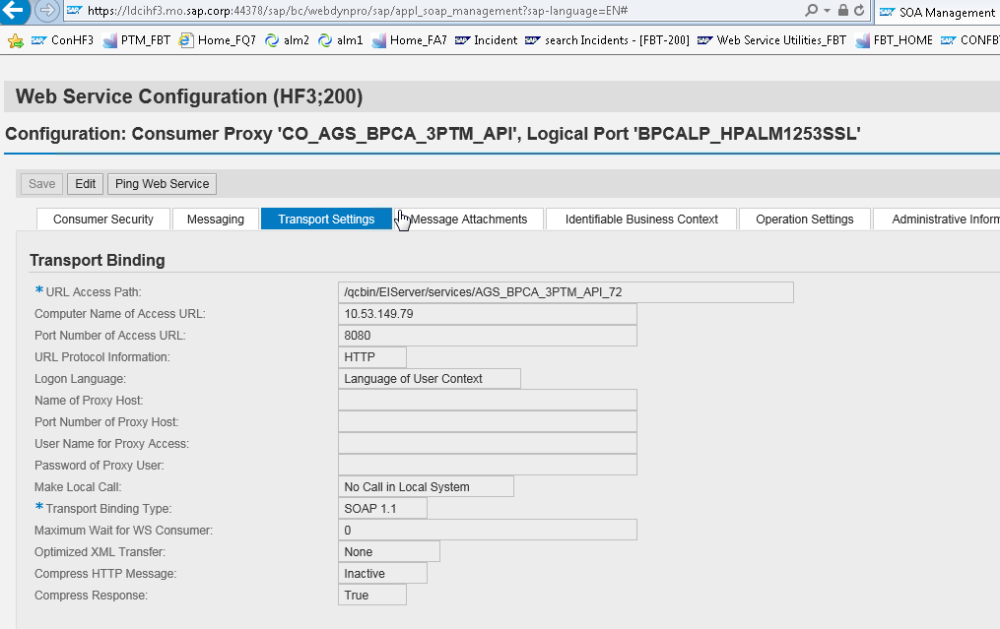 https://ldcihf3.mo.sap.corp:44378/sap/bc/webdynpro/sap/appl_soap_management?sap-language=EN# SAP SOA Management
SAP ConHF3 PTM_FBT Home_FQ7 alm2 alm1 Home_FA7 SAP Incident SAP search Incidents - [FBT-200] SAP Web Service Utilities_FBT FBT_HOME SAP CONFBT
Web Service Configuration (HF3;200)
Configuration: Consumer Proxy 'CO_AGS_BPCA_3PTM_API', Logical Port 'BPCALP_HPALM1253SSL'
Save Edit Ping Web Service
Consumer Security Messaging Transport Settings Message Attachments Identifiable Business Context Operation Settings Administrative Inform
Transport Binding
* URL Access Path: /qcbin/EIServer/services/AGS_BPCA_3PTM_API_72
Computer Name of Access URL: 10.53.149.79
Port Number of Access URL: 8080
URL Protocol Information: HTTP
Logon Language: Language of User Context
Name of Proxy Host:
Port Number of Proxy Host:
User Name for Proxy Access:
Password of Proxy User:
Make Local Call: No Call in Local System
* Transport Binding Type: SOAP 1.1
Maximum Wait for WS Consumer: 0
Optimized XML Transfer: None
Compress HTTP Message: Inactive
Compress Response: True